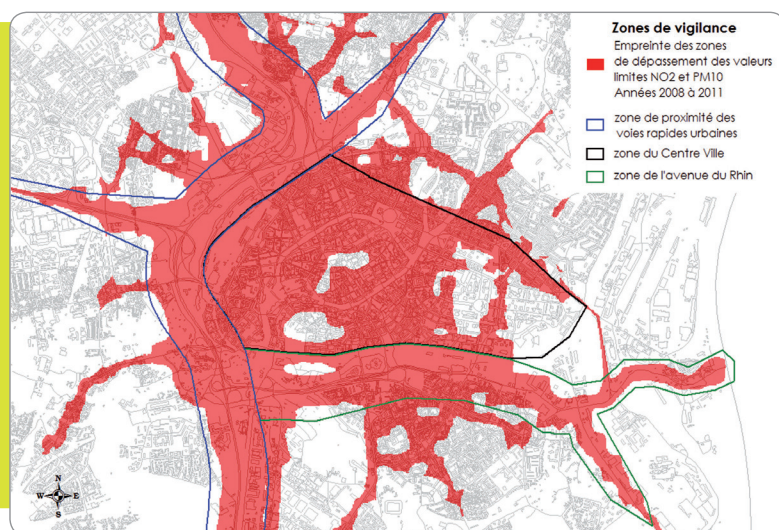 Zones de vigilance
Empreinte des zones
de dépassement des valeurs
limites NO2 et PM10
Années 2008 à 2011
zone de proximité des
voies rapides urbaines
zone du Centre Ville
zone de l'avenue du Rhin
N
W E
S